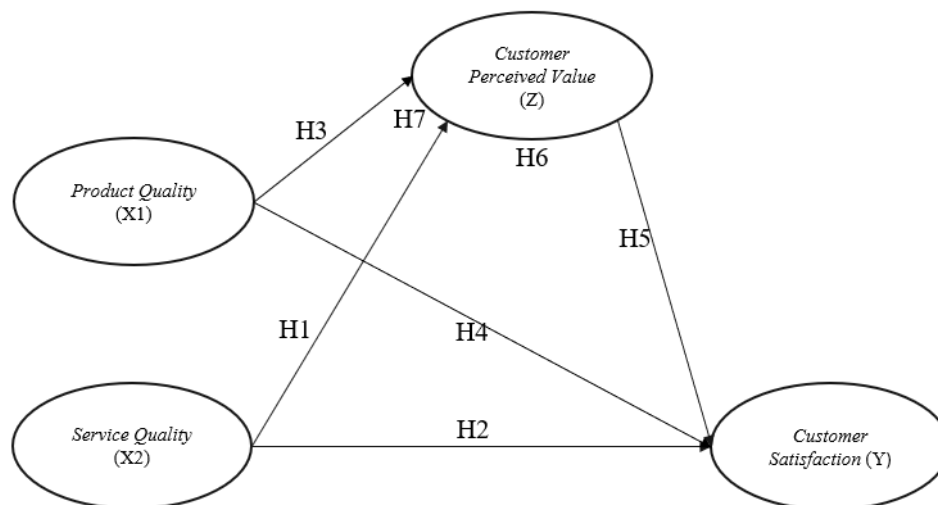 Customer
Perceived Value
(Z)
H3
H7
H6
Product Quality
(X1)
H5
H1
H4
Service Quality
(X2)
H2
Customer
Satisfaction (Y)